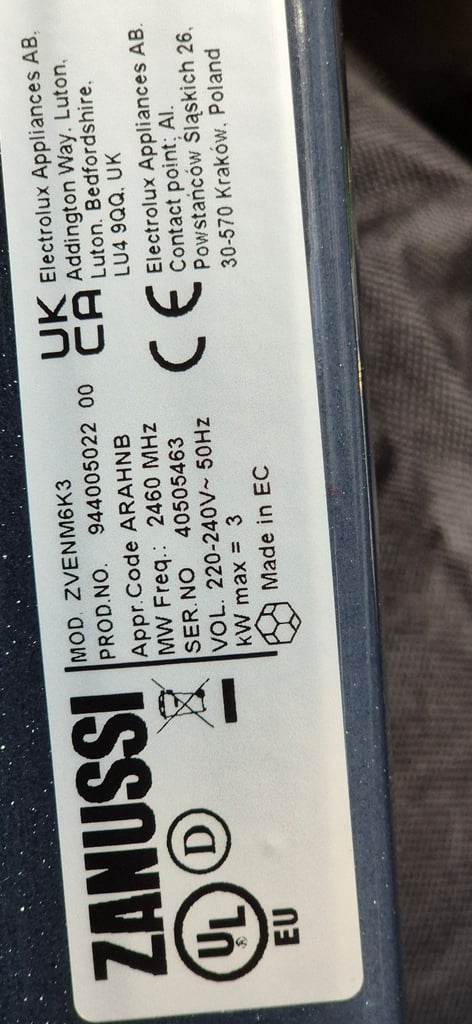 ZANUSSI
UL
®
D
EU
MOD. ZVENM6K3
PROD.NO. 944005022 00
Appr.Code ARAHNB
MW Freq.: 2460 MHz
SER.NO 40505463
VOL. 220-240V~ 50Hz
kW max = 3
Made in EC
UK
CA
Electrolux Appliances AB,
Addington Way, Luton,
Luton, Bedfordshire,
LU4 9QQ, UK
CE
Electrolux Appliances AB.
Contact point; Al.
Powstańców Śląskich 26,
30-570 Kraków, Poland